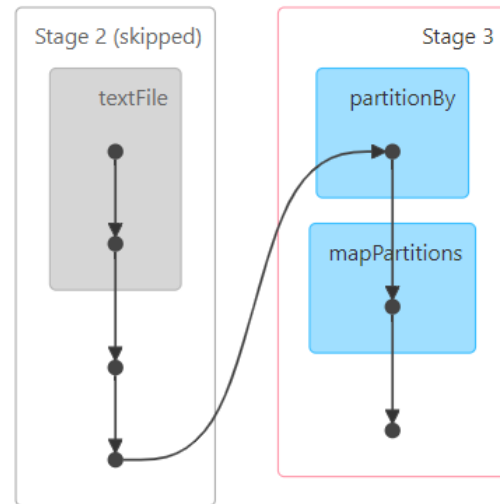 Stage 2 (skipped)
textFile
Stage 3
partitionBy
mapPartitions